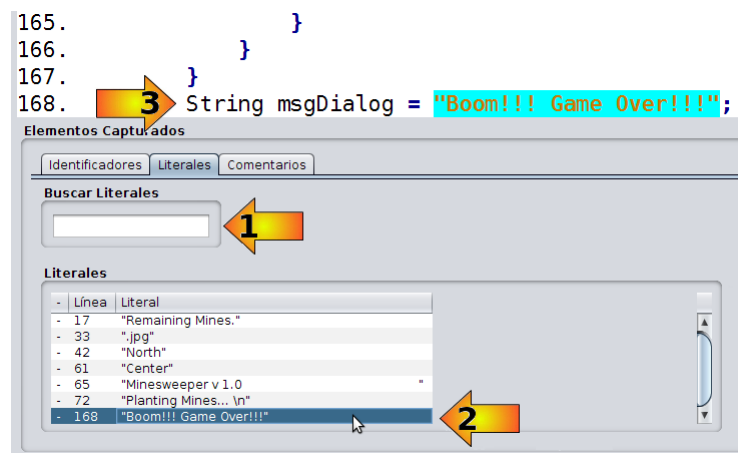 165. }
166. }
167. }
168. 3 String msgDialog = "Boom!!! Game Over!!!";
Elementos Capturados
Identificadores Literales Comentarios
Buscar Literales
1
Literales
- Línea Literal
- 17 "Remaining Mines."
- 33 ".jpg"
- 42 "North"
- 61 "Center"
- 65 "Minesweeper v 1.0 "
- 72 "Planting Mines... \n"
- 168 "Boom!!! Game Over!!!"
2